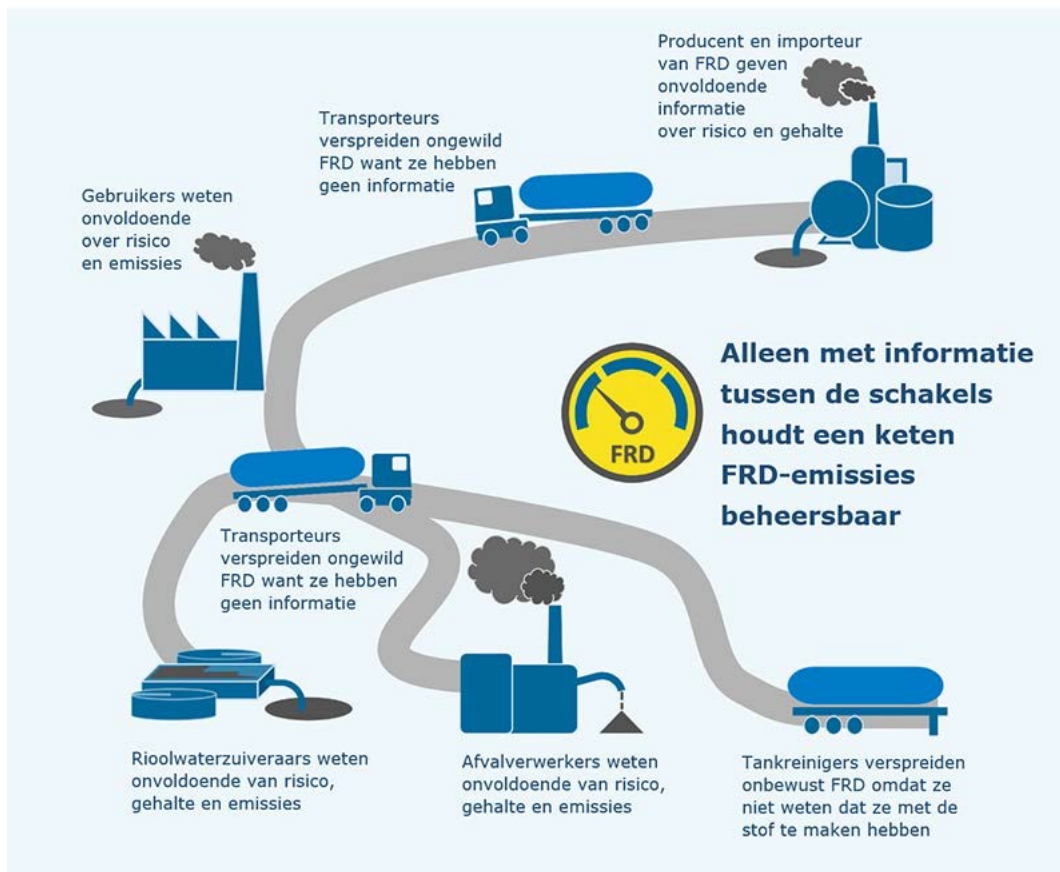 Producent en importeur
van FRD geven
onvoldoende
informatie
over risico en gehalte
Transporteurs
verspreiden ongewild
FRD want ze hebben
geen informatie
Gebruikers weten
onvoldoende
over risico
en emissies
Alleen met informatie
tussen de schakels
houdt een keten
FRD-emissies
beheersbaar
FRD
Transporteurs
verspreiden ongewild
FRD want ze hebben
geen informatie
Rioolwaterzuiveraars weten
onvoldoende van risico,
gehalte en emissies
Afvalverwerkers weten
onvoldoende van risico,
gehalte en emissies
Tankreinigers verspreiden
onbewust FRD omdat ze
niet weten dat ze met de
stof te maken hebben